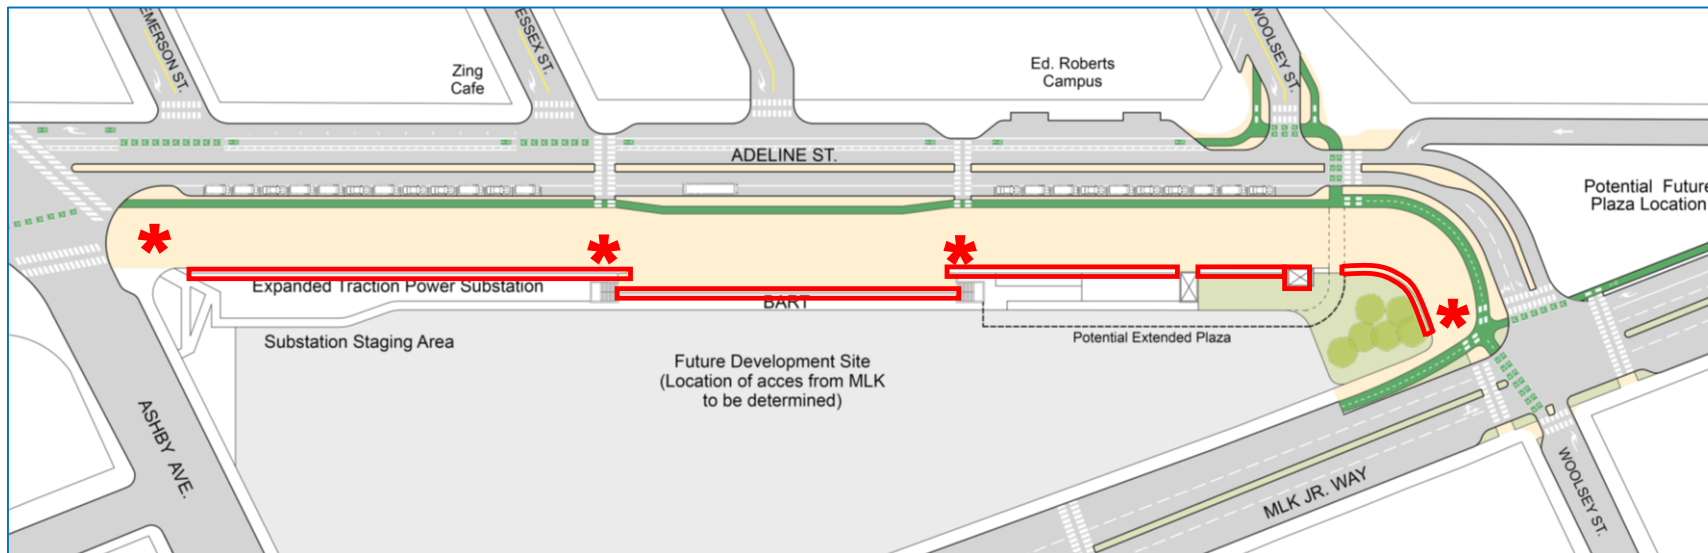 EMERSON ST.
ESSEX ST.
WOOLSEY ST.
Zing
Cafe
Ed. Roberts
Campus
ADELINE ST.
Potential Future
Plaza Location
*
*
*
*
Expanded Traction Power Substation
BART
Substation Staging Area
Potential Extended Plaza
Future Development Site
(Location of acces from MLK
to be determined)
ASHBY AVE.
MLK JR. WAY
WOOLSEY ST.